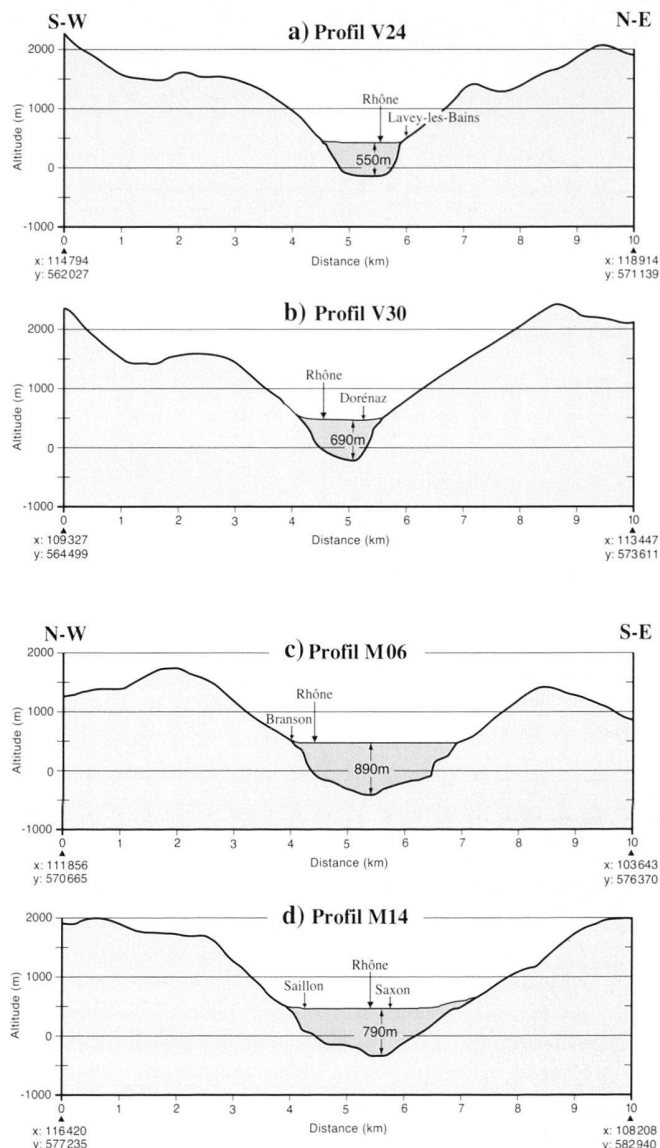 S-W
N-E
a) Profil V24
2000
1000
0
-1000
Altitude (m)
Rhône
Lavey-les-Bains
550m
0 1 2 3 4 5 6 7 8 9 10
Distance (km)
x: 114794
y: 562027
x: 118914
y: 571139
b) Profil V30
2000
1000
0
-1000
Altitude (m)
Rhône
Dorénaz
690m
0 1 2 3 4 5 6 7 8 9 10
Distance (km)
x: 109327
y: 564499
x: 113447
y: 573611
N-W
S-E
c) Profil M06
2000
1000
0
-1000
Altitude (m)
Rhône
Branson
890m
0 1 2 3 4 5 6 7 8 9 10
Distance (km)
x: 111856
y: 570665
x: 103643
y: 576370
d) Profil M14
2000
1000
0
-1000
Altitude (m)
Rhône
Saillon
Saxon
790m
0 1 2 3 4 5 6 7 8 9 10
Distance (km)
x: 116420
y: 577235
x: 108208
y: 582940